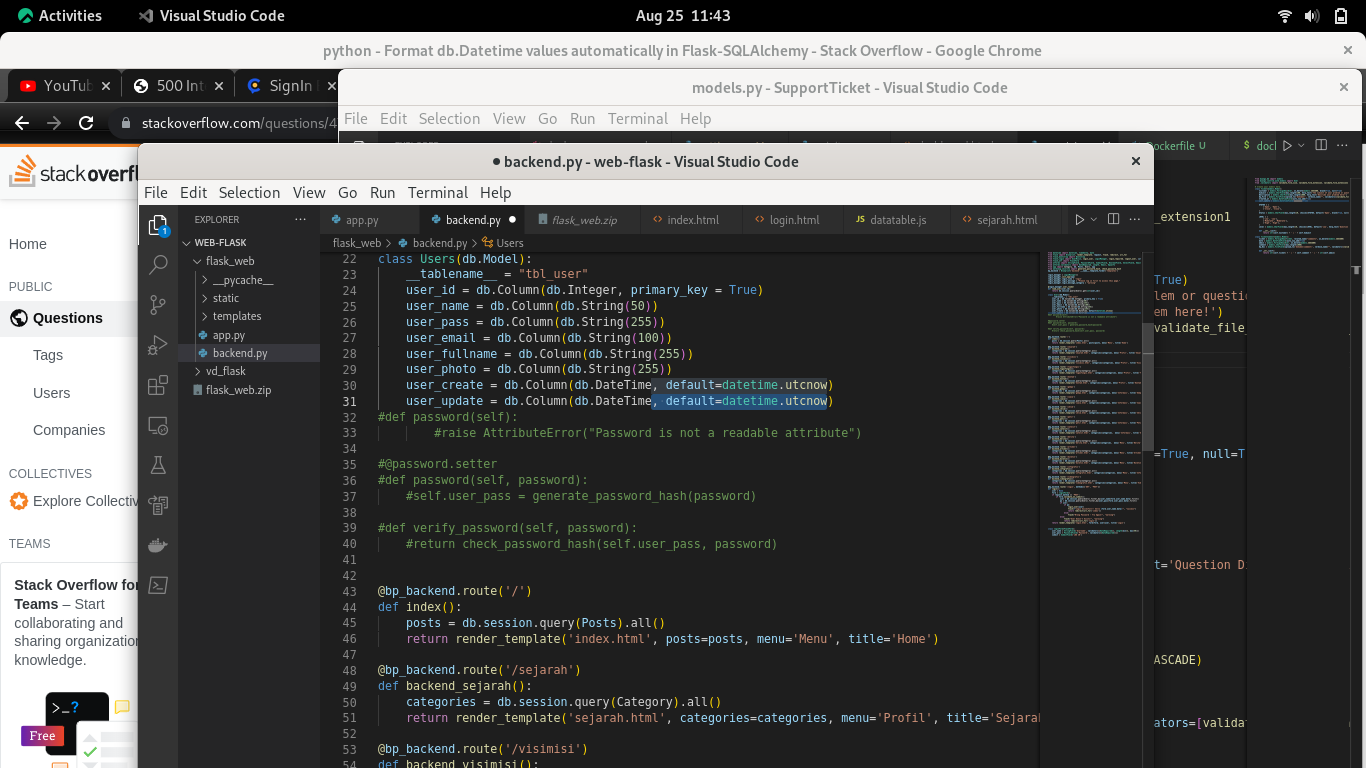 Activities
Visual Studio Code
Aug 25 11:43
python - Format db.Datetime values automatically in Flask-SQLAlchemy - Stack Overflow - Google Chrome
YouTub
500 Int
SignIn
stackoverflow.com/questions/4
models.py - SupportTicket - Visual Studio Code
File Edit Selection View Go Run Terminal Help
Dockerfile U
docl
stackoverfl
Home
PUBLIC
Questions
Tags
Users
Companies
COLLECTIVES
Explore Collectiv
TEAMS
Stack Overflow for
Teams – Start
collaborating and
sharing organization
knowledge.
>_?
Free
● backend.py - web-flask - Visual Studio Code
File Edit Selection View Go Run Terminal Help
EXPLORER
1
WEB-FLASK
flask_web
__pycache__
static
templates
app.py
backend.py
vd_flask
flask_web.zip
app.py
backend.py
flask_web.zip
index.html
login.html
JS datatable.js
sejarah.html
flask_web > backend.py > Users
22 class Users(db.Model):
23 __tablename__ = "tbl_user"
24 user_id = db.Column(db.Integer, primary_key = True)
25 user_name = db.Column(db.String(50))
26 user_pass = db.Column(db.String(255))
27 user_email = db.Column(db.String(100))
28 user_fullname = db.Column(db.String(255))
29 user_photo = db.Column(db.String(255))
30 user_create = db.Column(db.DateTime, default=datetime.utcnow)
31 user_update = db.Column(db.DateTime, default=datetime.utcnow)
32 #def password(self):
33 #raise AttributeError("Password is not a readable attribute")
34
35 #@password.setter
36 #def password(self, password):
37 #self.user_pass = generate_password_hash(password)
38
39 #def verify_password(self, password):
40 #return check_password_hash(self.user_pass, password)
41
42
43 @bp_backend.route('/')
44 def index():
45 posts = db.session.query(Posts).all()
46 return render_template('index.html', posts=posts, menu='Menu', title='Home')
47
48 @bp_backend.route('/sejarah')
49 def backend_sejarah():
50 categories = db.session.query(Category).all()
51 return render_template('sejarah.html', categories=categories, menu='Profil', title='Sejarah
52
53 @bp_backend.route('/visimisi')
54 def backend_visimisi():
_extension1
True)
lem or questio
em here!')
validate_file_
=True, null=T
t='Question D
ASCADE)
ators=[validat